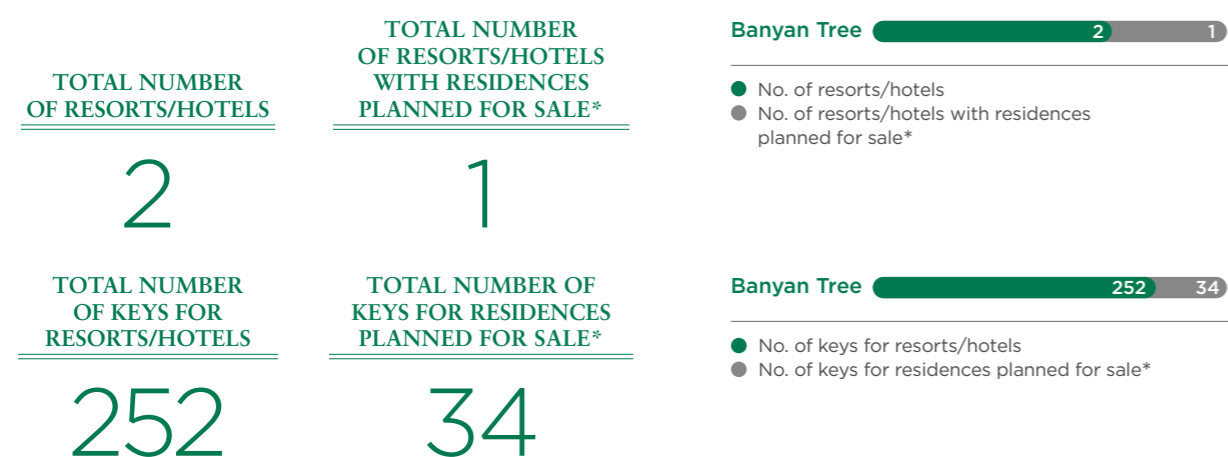 TOTAL NUMBER
OF RESORTS/HOTELS
2
TOTAL NUMBER
OF RESORTS/HOTELS
WITH RESIDENCES
PLANNED FOR SALE*
1
Banyan Tree 2 1
No. of resorts/hotels
No. of resorts/hotels with residences
planned for sale*
TOTAL NUMBER
OF KEYS FOR
RESORTS/HOTELS
252
TOTAL NUMBER OF
KEYS FOR RESIDENCES
PLANNED FOR SALE*
34
Banyan Tree 252 34
No. of keys for resorts/hotels
No. of keys for residences planned for sale*